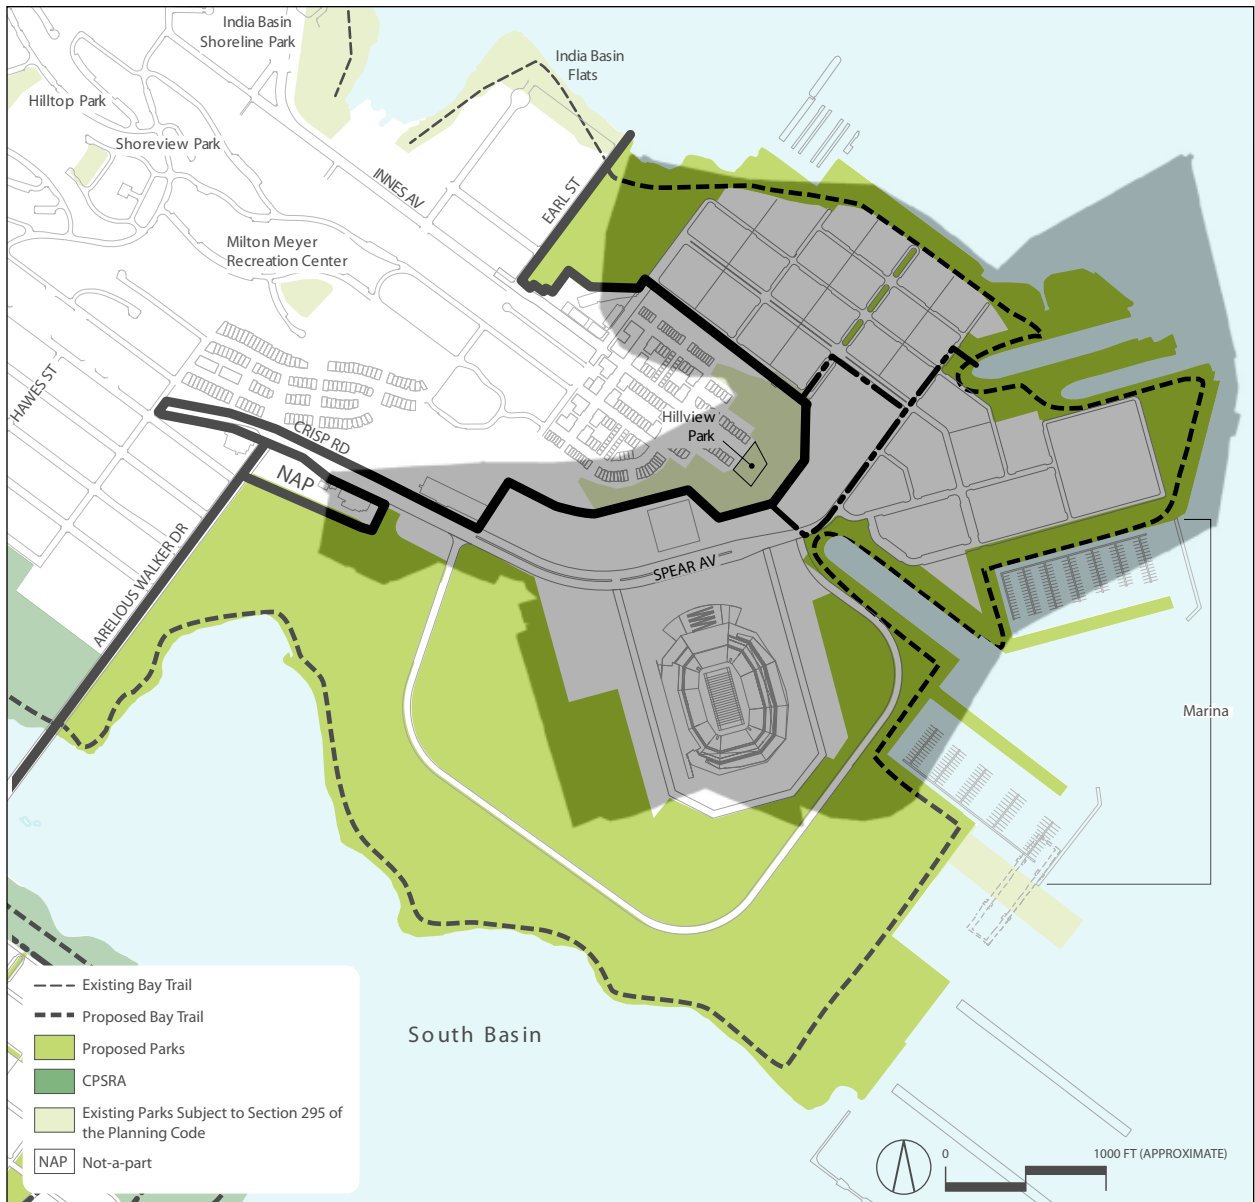 India Basin
Shoreline Park
India Basin
Flats
Hilltop Park
Shoreview Park
INNES AV
EARL ST
Milton Meyer
Recreation Center
HAWES ST
Hillview
Park
CRISP RD
NAP
SPEAR AV
ARELIOUS WALKER DR
Marina
South Basin
Existing Bay Trail
Proposed Bay Trail
Proposed Parks
CPSRA
Existing Parks Subject to Section 295 of
the Planning Code
NAP
Not-a-part
0
1000 FT (APPROXIMATE)